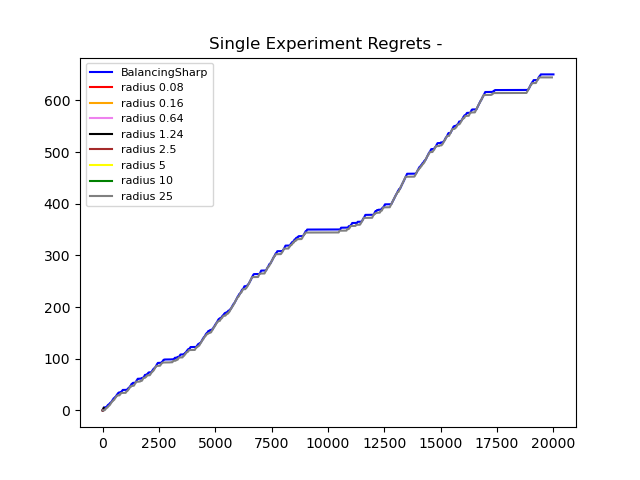 Single Experiment Regrets -
BalancingSharp
radius 0.08
radius 0.16
radius 0.64
radius 1.24
radius 2.5
radius 5
radius 10
radius 25
600
500
400
300
200
100
0
0 2500 5000 7500 10000 12500 15000 17500 20000